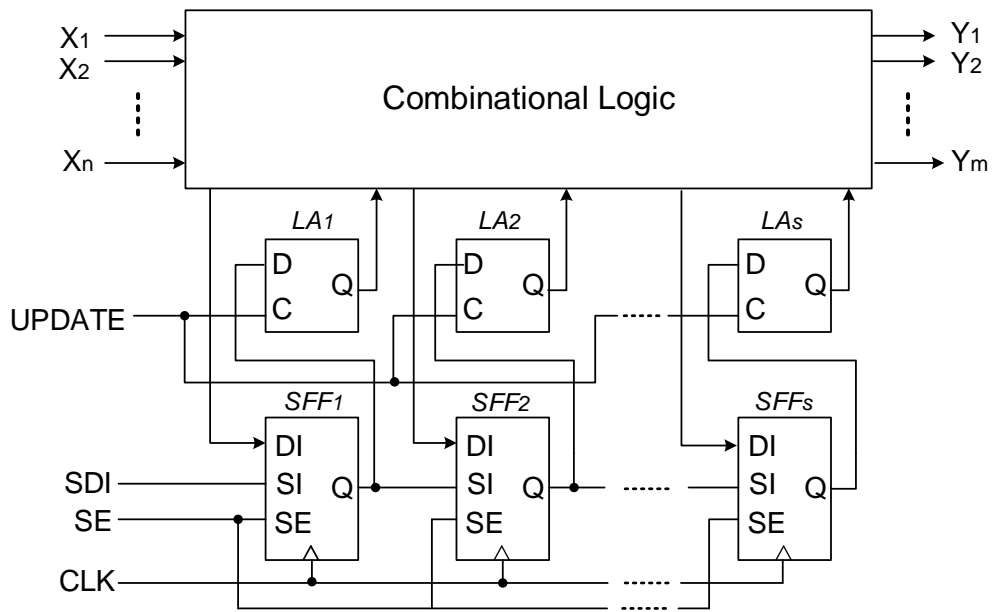 X1 Y1
X2 Y2
Combinational Logic
Xn Ym
LA1 LA2 LAs
D Q D Q D Q
C C C
UPDATE
SFF1 SFF2 SFFs
DI DI DI
SDI SI Q SI Q SI Q
SE SE SE SE
CLK